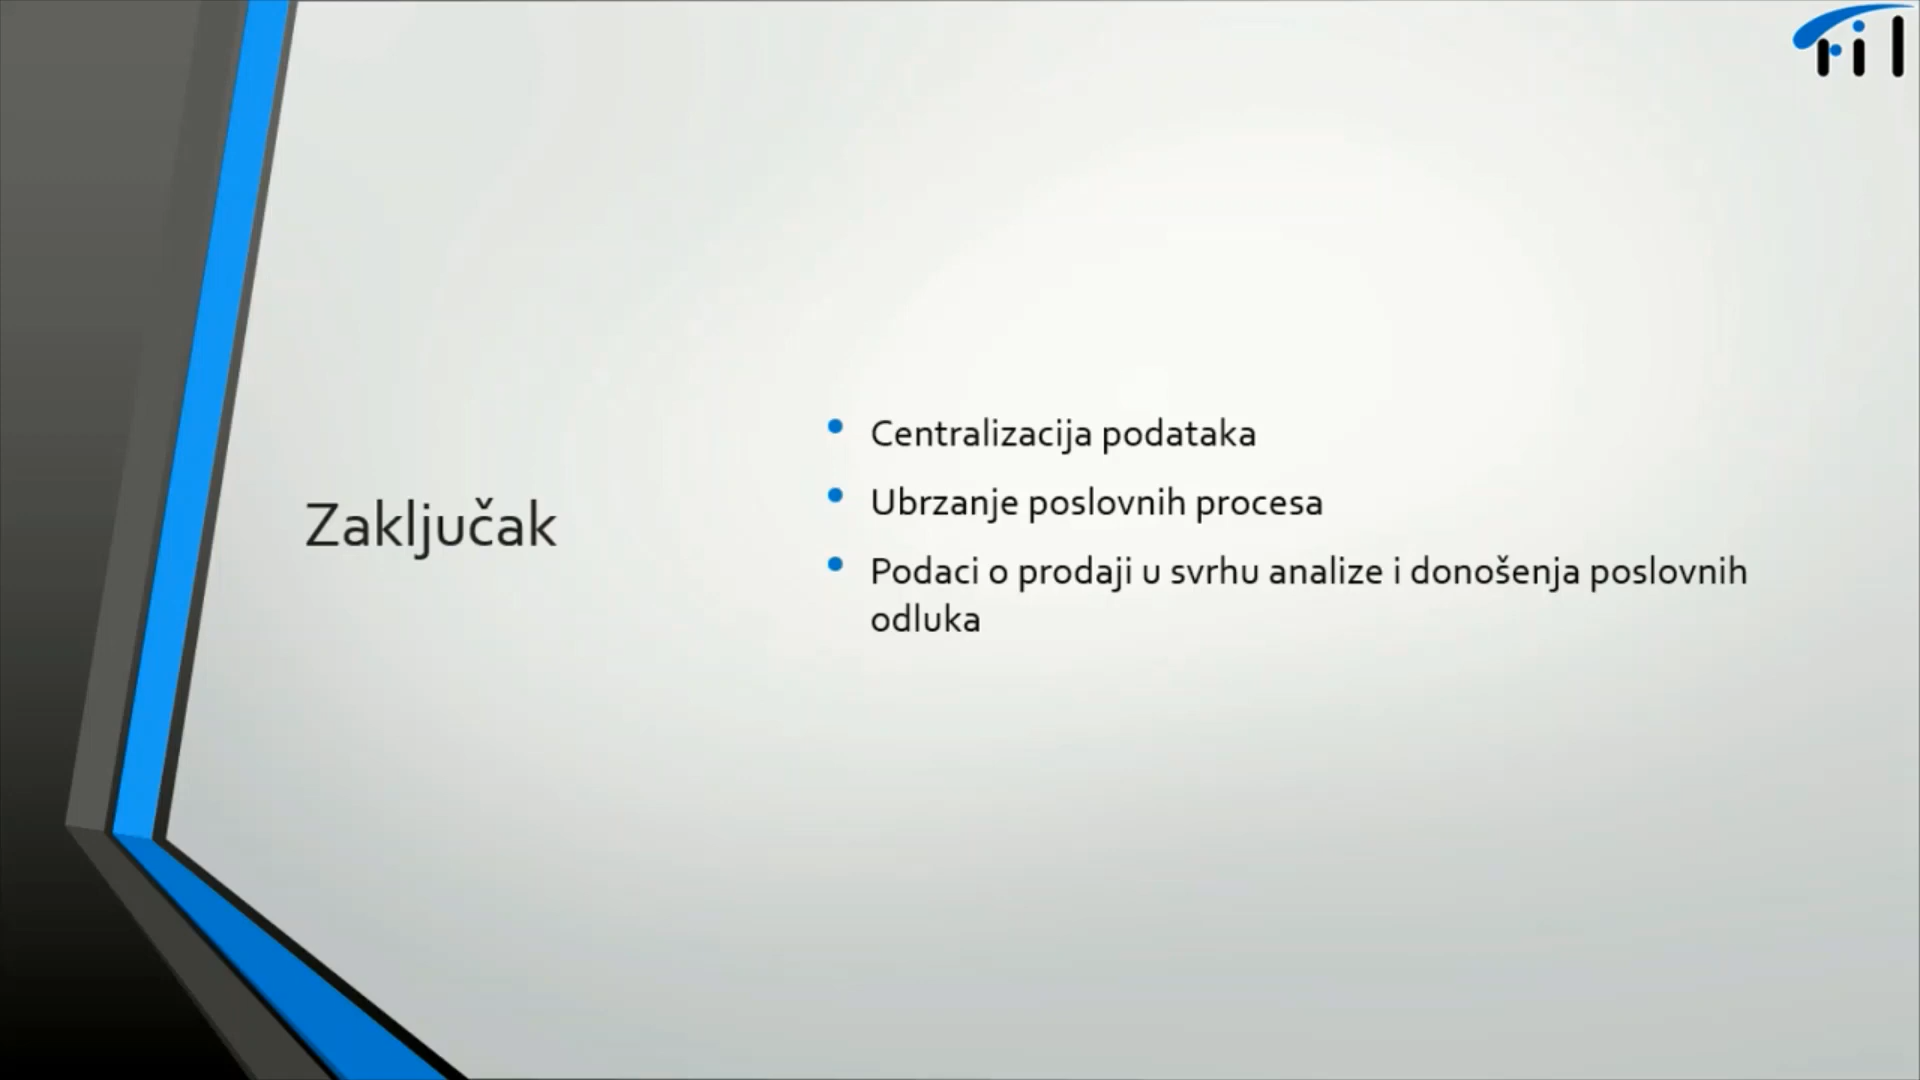 Zaključak
Centralizacija podataka
Ubrzanje poslovnih procesa
Podaci o prodaji u svrhu analize i donošenja poslovnih
odluka